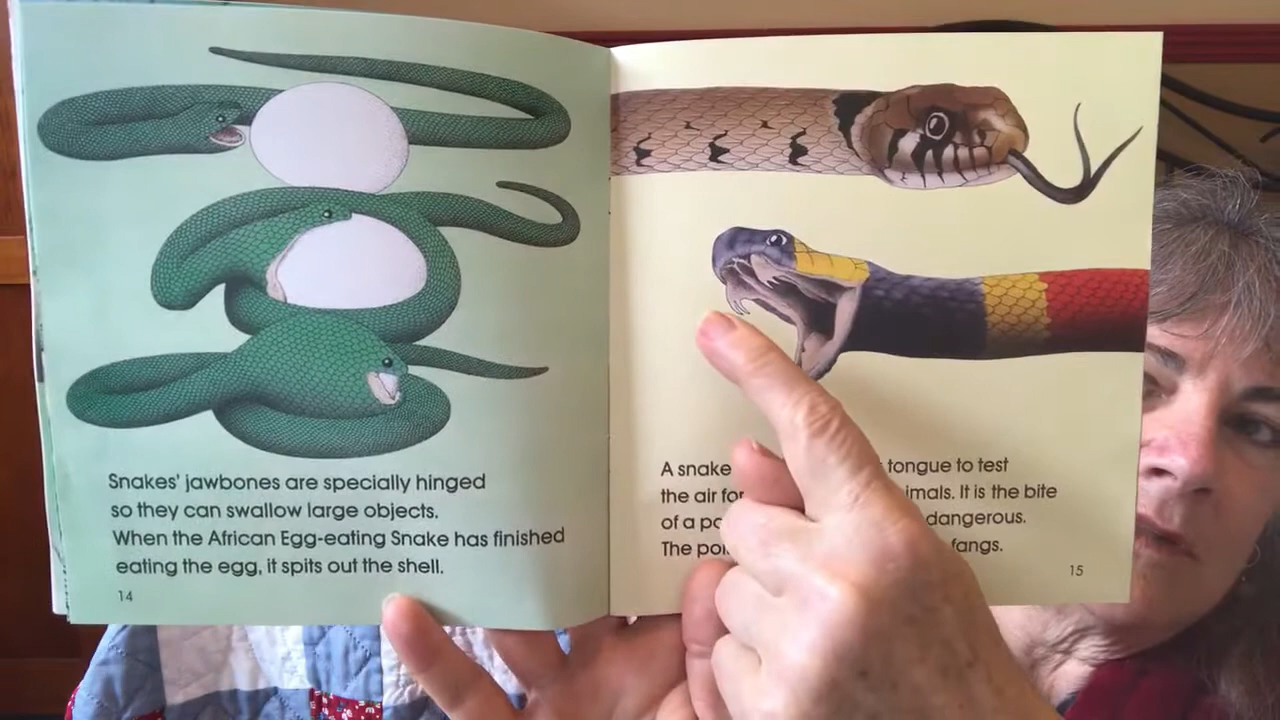 Snakes' jawbones are specially hinged
so they can swallow large objects.
When the African Egg-eating Snake has finished
eating the egg, it spits out the shell.
14
A snake tongue to test
the air for imals. It is the bite
of a po dangerous.
The poi fangs.
15